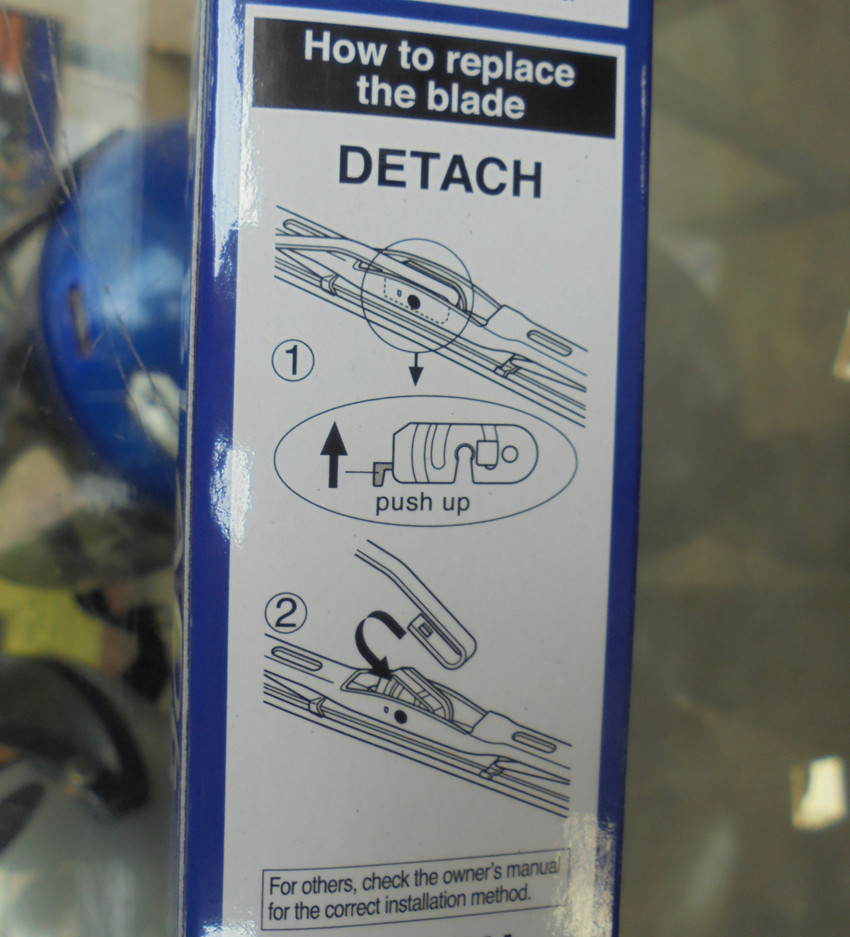 How to replace
the blade
DETACH
1
push up
2
For others, check the owner's manual
for the correct installation method.